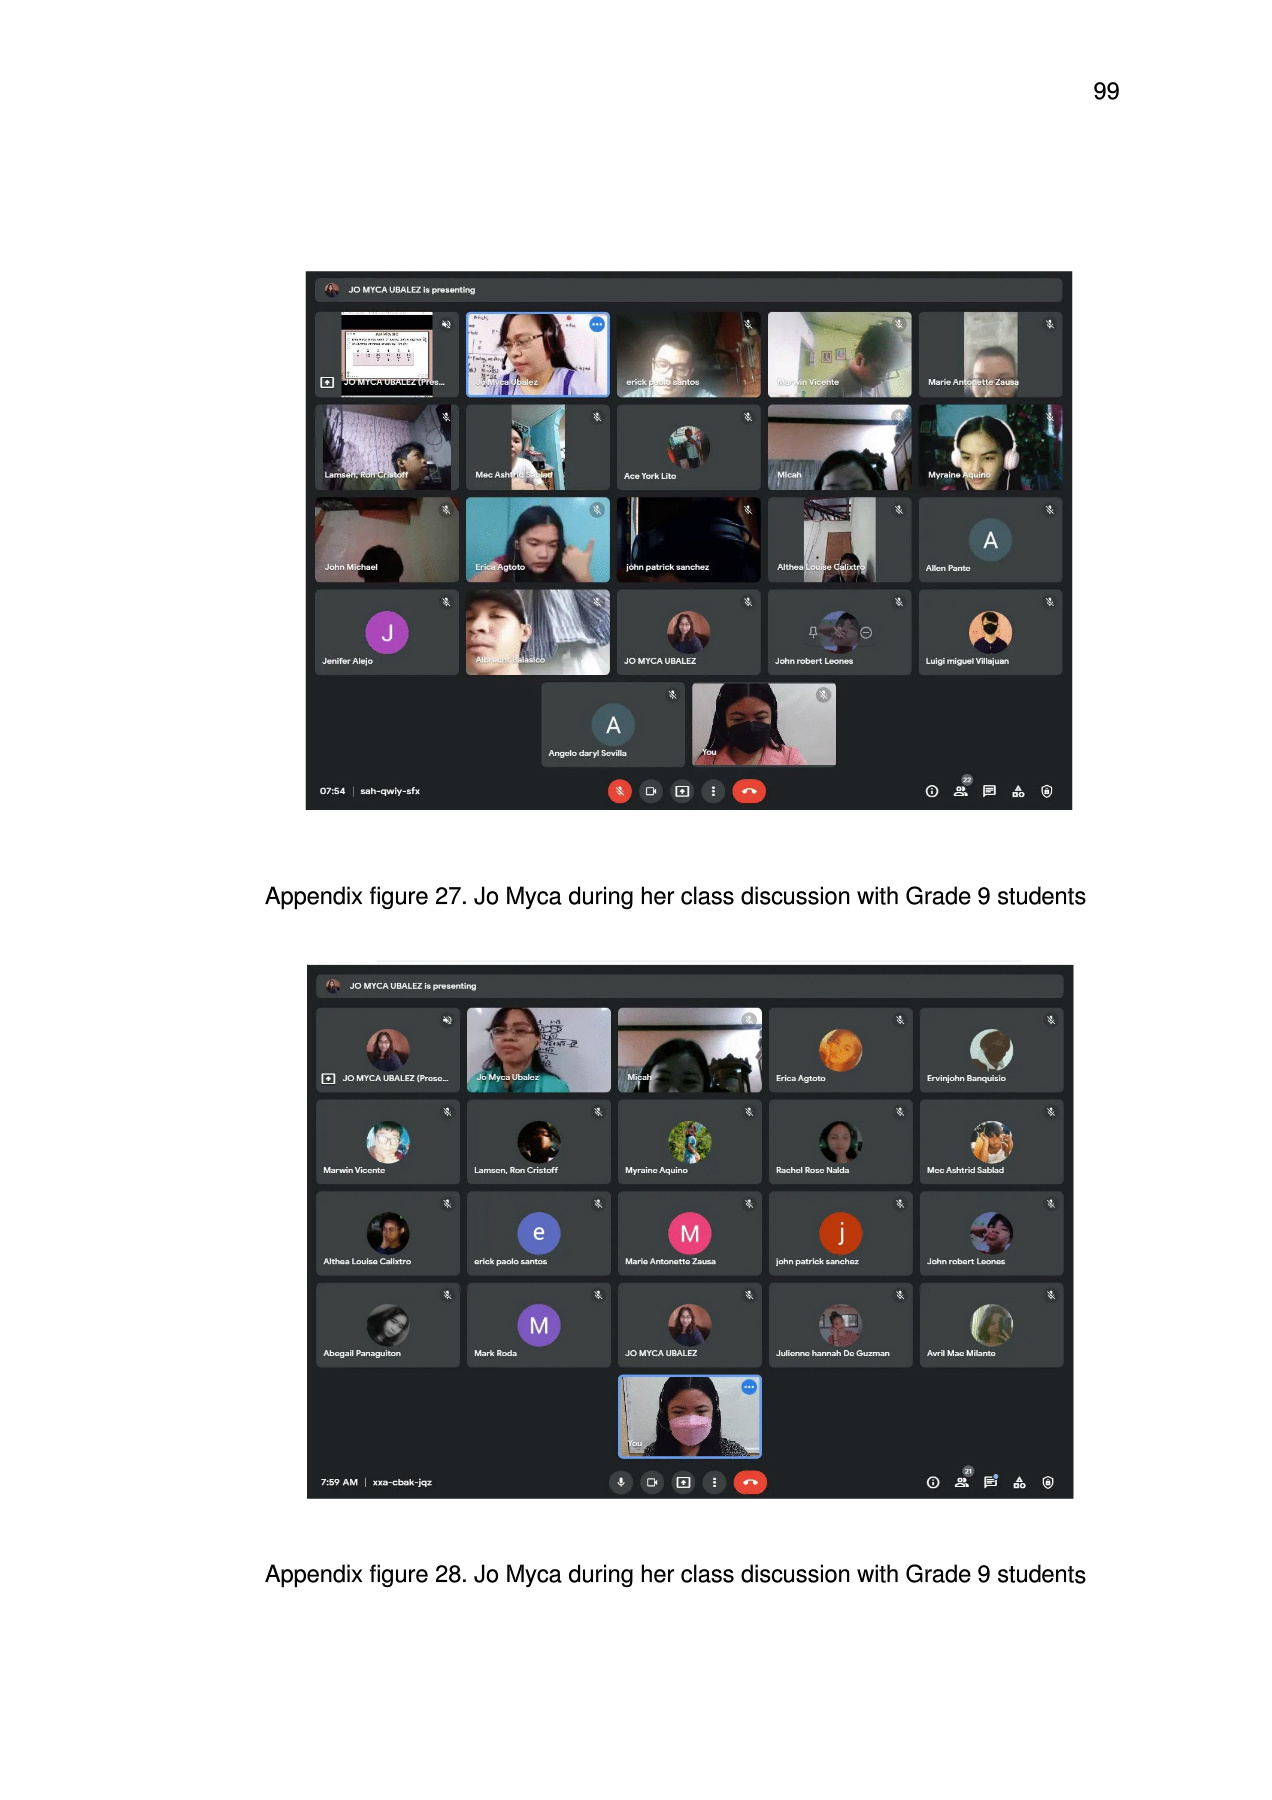 99
JO MYCA UBALEZ is presenting
JO MYCA UBALEZ (Pres...
Jo Myca Ubalez
erick paolo santos
Marwin Vicente
Marie Antonette Zausa
Lamsen, Ron Cristoff
Mec Ashtrid Sablad
Ace York Lito
Micah
Myraine Aquino
John Michael
Erica Agtoto
john patrick sanchez
Althea Louise Calixtro
A
Allen Pante
J
Jenifer Alejo
Albrecht Balasico
JO MYCA UBALEZ
John robert Leones
Luigi miguel Villajuan
A
Angelo daryl Sevilla
You
07:54 | sah-qwiy-sfx
22
Appendix figure 27. Jo Myca during her class discussion with Grade 9 students
JO MYCA UBALEZ is presenting
JO MYCA UBALEZ (Prese...
Jo Myca Ubalez
Micah
Erica Agtoto
Ervinjohn Banquisio
Marwin Vicente
Lamsen, Ron Cristoff
Myraine Aquino
Rachel Rose Nalda
Mec Ashtrid Sablad
Althea Louise Calixtro
e
erick paolo santos
M
Marie Antonette Zausa
j
john patrick sanchez
John robert Leones
Abegail Panaguiton
M
Mark Roda
JO MYCA UBALEZ
Julienne hannah De Guzman
Avril Mae Milante
You
7:59 AM | xxa-cbak-jqz
21
Appendix figure 28. Jo Myca during her class discussion with Grade 9 students